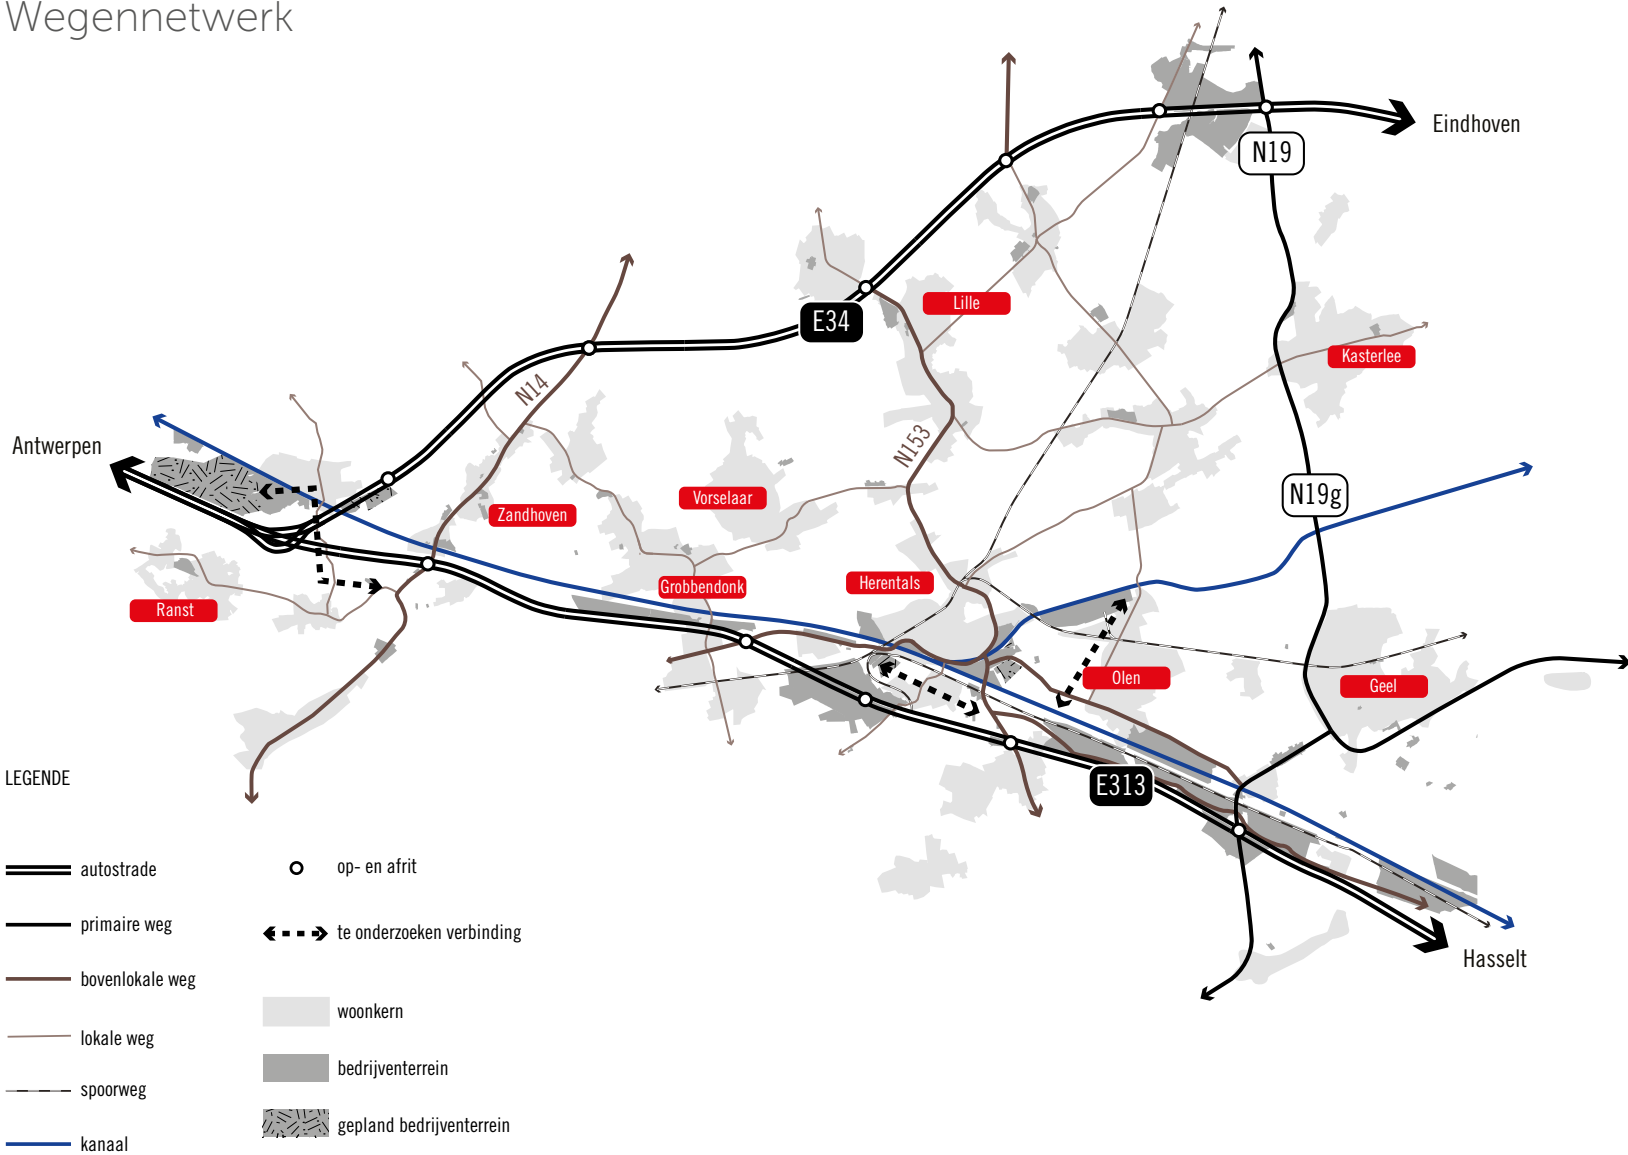 Wegennetwerk
Eindhoven
N19
Lille
E34
Kasterlee
N14
Antwerpen
N153
Vorselaar
N19g
Zandhoven
Herentals
Grobbendonk
Ranst
Olen
Geel
E313
Hasselt
LEGENDE
autostrade
primaire weg
bovenlokale weg
lokale weg
spoorweg
kanaal
op- en afrit
te onderzoeken verbinding
woonkern
bedrijventerrein
gepland bedrijventerrein